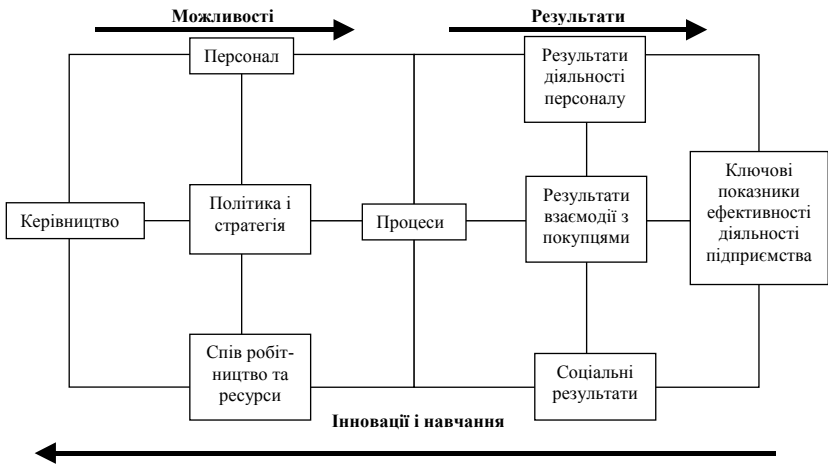 Можливості
Результати
Персонал
Результати
діяльності
персоналу
Керівництво
Політика і
стратегія
Процеси
Результати
взаємодії з
покупцями
Ключові
показники
ефективності
діяльності
підприємства
Спів робіт-
ництво та
ресурси
Соціальні
результати
Інновації і навчання